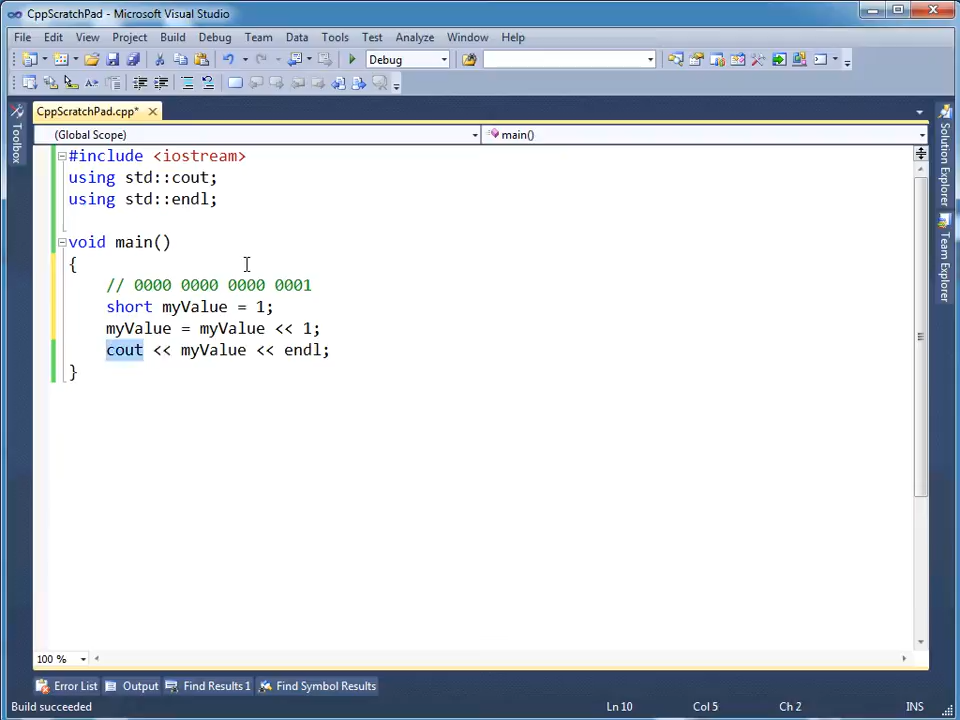 CppScratchPad - Microsoft Visual Studio
File Edit View Project Build Debug Team Data Tools Test Analyze Window Help
Debug
CppScratchPad.cpp*
(Global Scope) main()
Toolbox
Solution Explorer
Team Explorer
#include <iostream>
using std::cout;
using std::endl;
void main()
{
// 0000 0000 0000 0001
short myValue = 1;
myValue = myValue << 1;
cout << myValue << endl;
}
100 %
Error List Output Find Results 1 Find Symbol Results
Build succeeded Ln 10 Col 5 Ch 2 INS